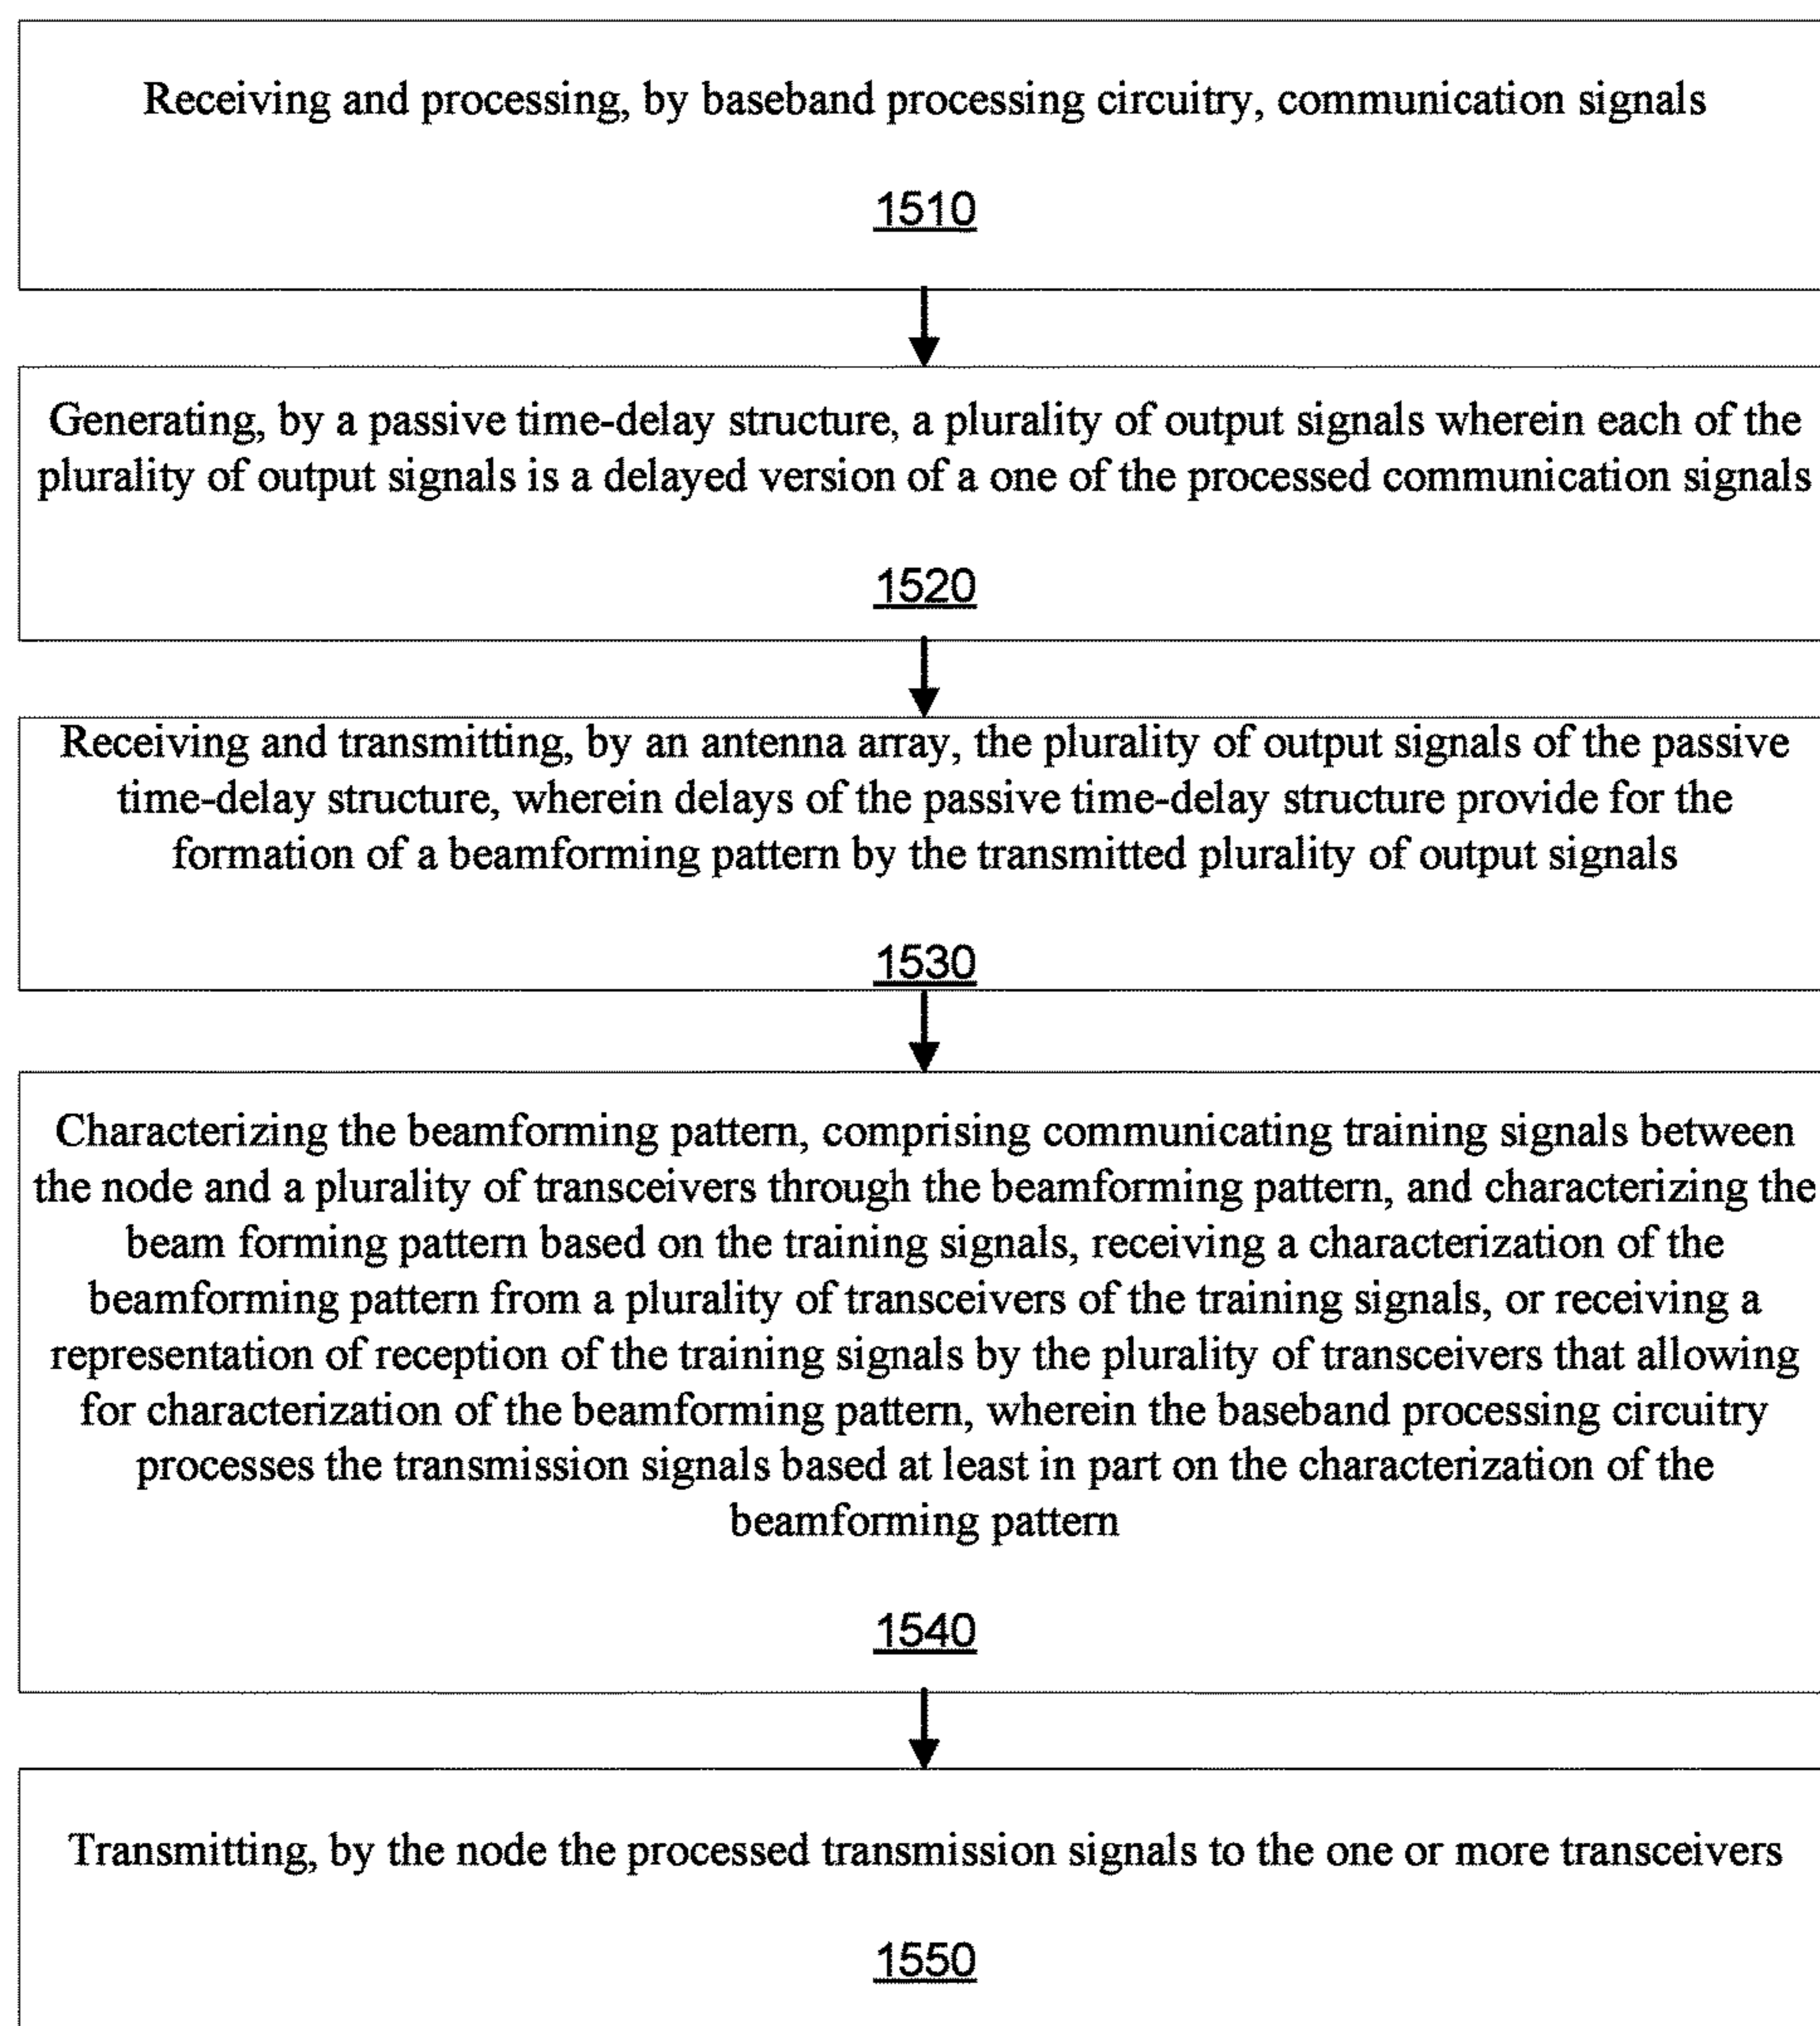 Receiving and processing, by baseband processing circuitry, communication signals
1510
Generating, by a passive time-delay structure, a plurality of output signals wherein each of the
plurality of output signals is a delayed version of a one of the processed communication signals
1520
Receiving and transmitting, by an antenna array, the plurality of output signals of the passive
time-delay structure, wherein delays of the passive time-delay structure provide for the
formation of a beamforming pattern by the transmitted plurality of output signals
1530
Characterizing the beamforming pattern, comprising communicating training signals between
the node and a plurality of transceivers through the beamforming pattern, and characterizing the
beam forming pattern based on the training signals, receiving a characterization of the
beamforming pattern from a plurality of transceivers of the training signals, or receiving a
representation of reception of the training signals by the plurality of transceivers that allowing
for characterization of the beamforming pattern, wherein the baseband processing circuitry
processes the transmission signals based at least in part on the characterization of the
beamforming pattern
1540
Transmitting, by the node the processed transmission signals to the one or more transceivers
1550